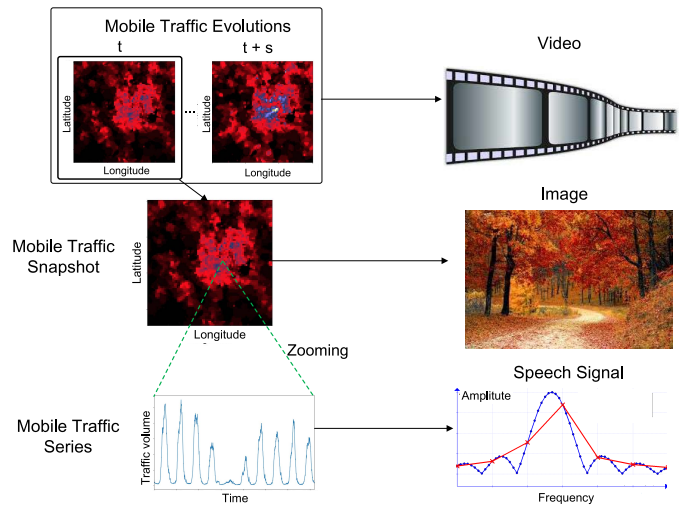 Mobile Traffic Evolutions
t
t + s
Video
Latitude
Latitude
...
Longitude
Longitude
Image
Mobile Traffic
Snapshot
Latitude
Longitude
Zooming
Speech Signal
Mobile Traffic
Series
Traffic volume
Amplitude
Time
Frequency